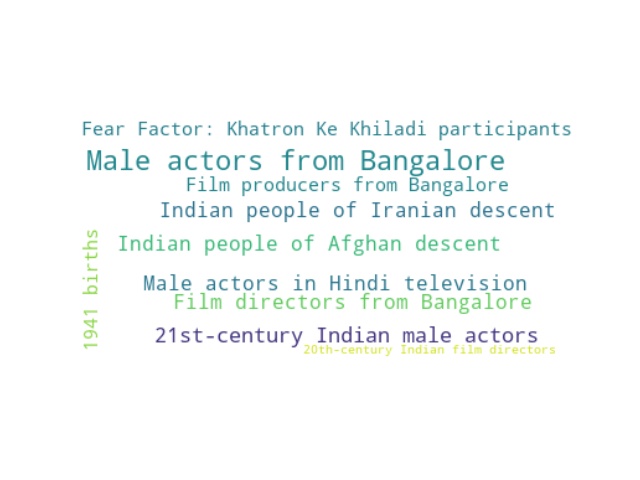 Fear Factor: Khatron Ke Khiladi participants
Male actors from Bangalore
Film producers from Bangalore
Indian people of Iranian descent
Indian people of Afghan descent
1941 births
Male actors in Hindi television
Film directors from Bangalore
21st-century Indian male actors
20th-century Indian film directors